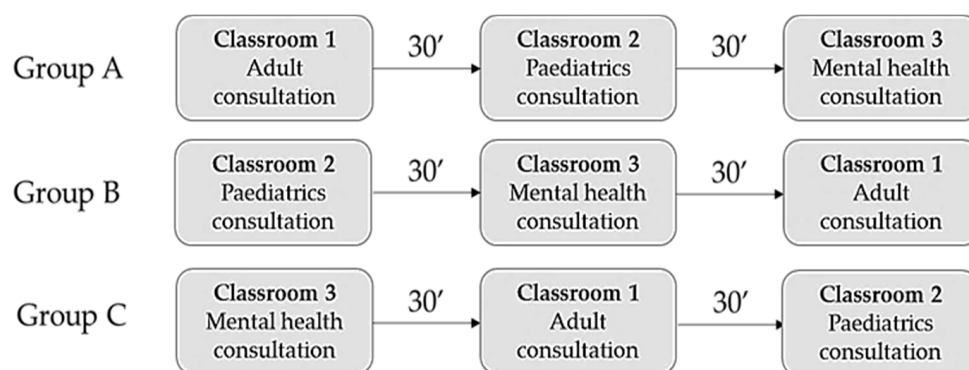 Group A
Classroom 1
Adult
consultation
30′
Classroom 2
Paediatrics
consultation
30′
Classroom 3
Mental health
consultation
Group B
Classroom 2
Paediatrics
consultation
30′
Classroom 3
Mental health
consultation
30′
Classroom 1
Adult
consultation
Group C
Classroom 3
Mental health
consultation
30′
Classroom 1
Adult
consultation
30′
Classroom 2
Paediatrics
consultation